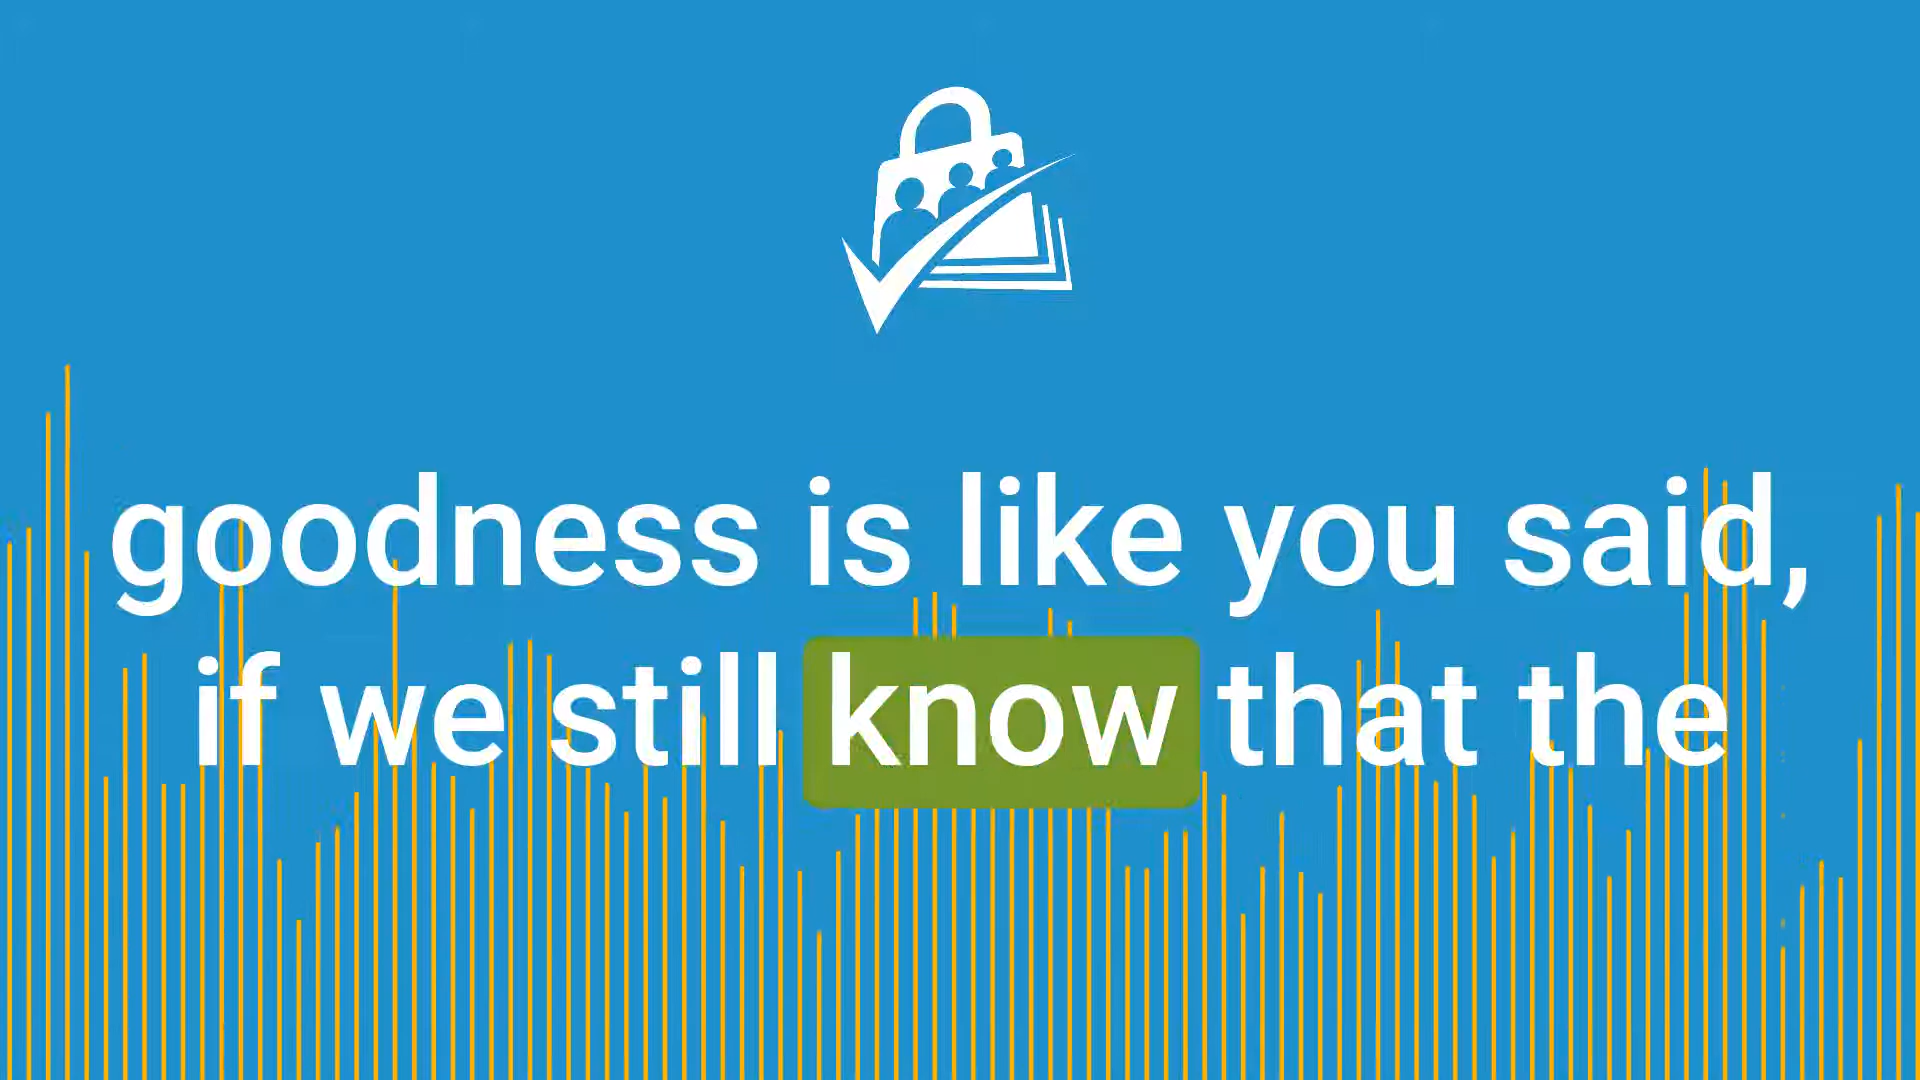 goodness is like you said,
if we still know that the